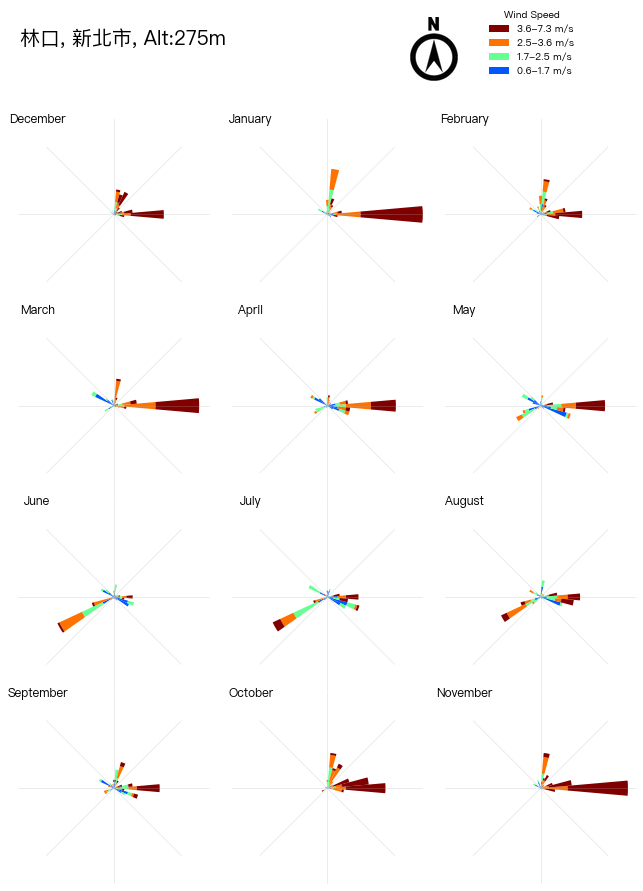 林口, 新北市, Alt:275m
N
Wind Speed
3.6–7.3 m/s
2.5–3.6 m/s
1.7–2.5 m/s
0.6–1.7 m/s
December
January
February
March
April
May
June
July
August
September
October
November